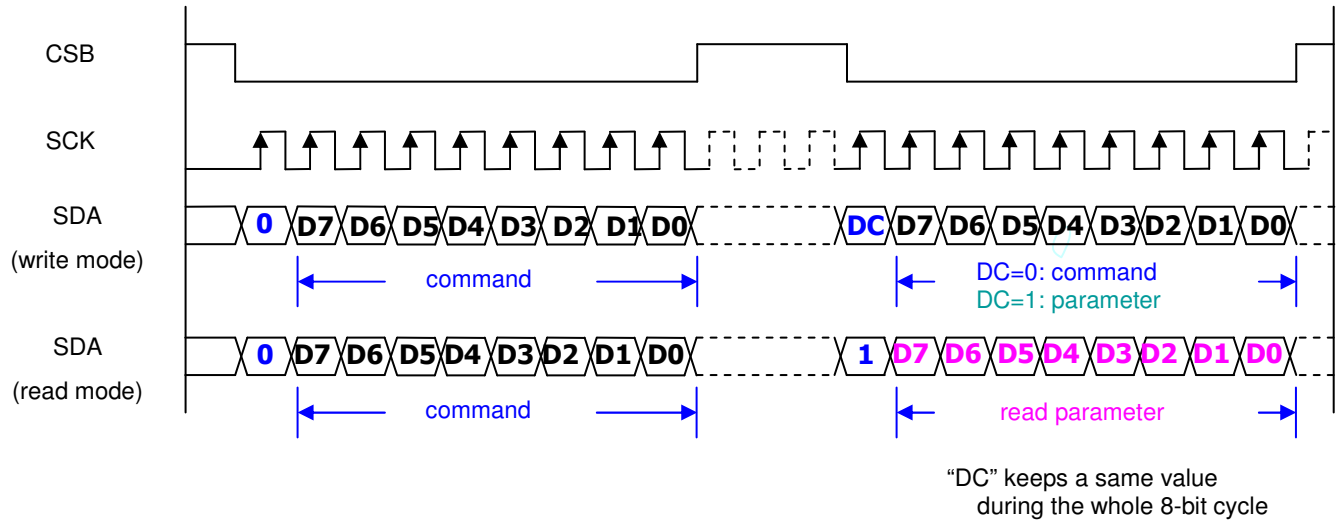 CSB
SCK
SDA
(write mode)
0 D7 D6 D5 D4 D3 D2 D1 D0
DC D7 D6 D5 D4 D3 D2 D1 D0
command
DC=0: command
DC=1: parameter
SDA
(read mode)
0 D7 D6 D5 D4 D3 D2 D1 D0
1 D7 D6 D5 D4 D3 D2 D1 D0
command
read parameter
“DC” keeps a same value
during the whole 8-bit cycle